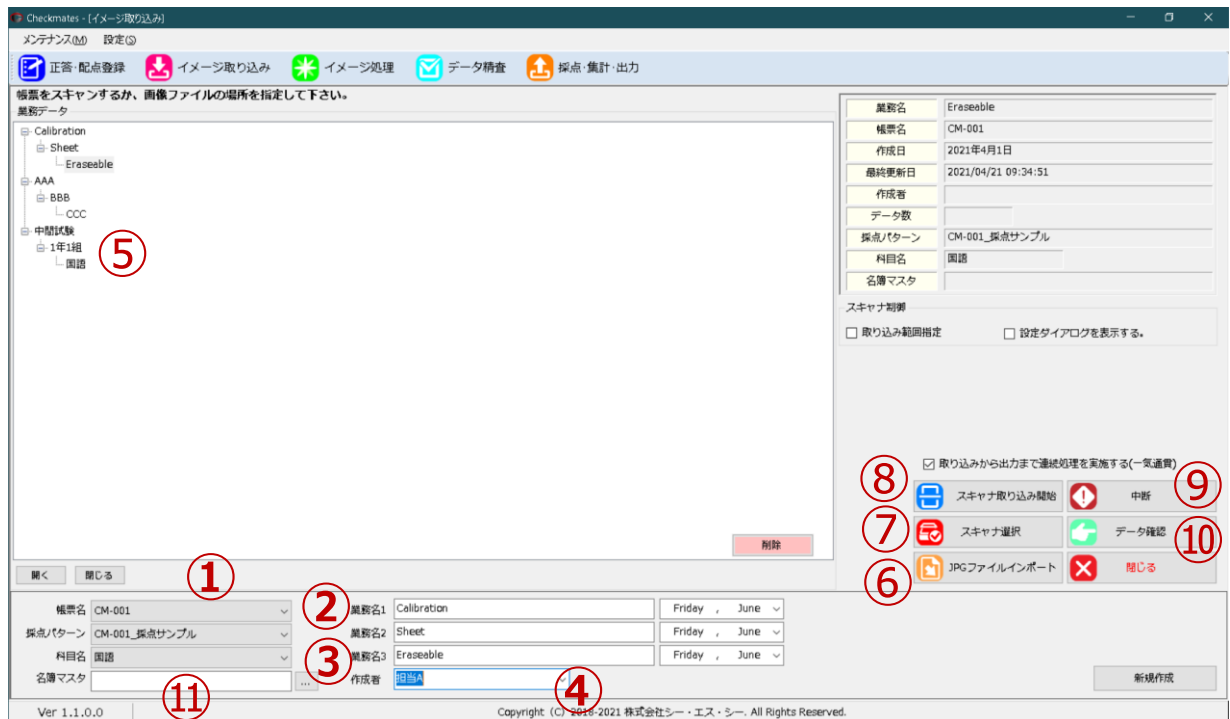 Checkmates - [イメージ取り込み]
メンテナンス(M) 設定(S)
正答・配点登録 イメージ取り込み イメージ処理 データ精査 採点・集計・出力
帳票をスキャンするか、画像ファイルの場所を指定して下さい。
業務データ
Calibration
Sheet
Eraseable
AAA
BBB
CCC
中間試験
1年1組
国語
⑤
削除
開く 閉じる
業務名 Eraseable
帳票名 CM-001
作成日 2021年4月1日
最終更新日 2021/04/21 09:34:51
作成者
データ数
採点パターン CM-001_採点サンプル
科目名 国語
名簿マスタ
スキャナ制御
取り込み範囲指定 設定ダイアログを表示する。
取り込みから出力まで連続処理を実施する(一気通貫)
⑧ スキャナ取り込み開始 中断 ⑨
⑦ スキャナ選択 データ確認 ⑩
⑥ JPGファイルインポート 閉じる
①
帳票名 CM-001 ② 業務名1 Calibration Friday , June
採点パターン CM-001_採点サンプル 業務名2 Sheet Friday , June
科目名 国語 ③ 業務名3 Eraseable Friday , June
名簿マスタ ⑪ ... 作成者 担当A ④
新規作成
Ver 1.1.0.0 Copyright (C) 2018-2021 株式会社シー・エス・シー. All Rights Reserved.